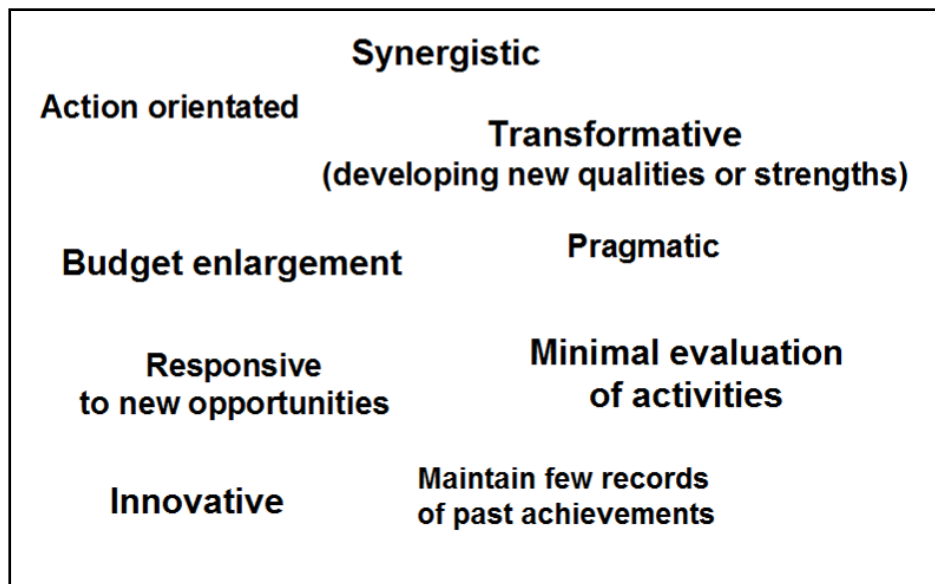 Synergistic
Action orientated
Transformative
(developing new qualities or strengths)
Pragmatic
Budget enlargement
Minimal evaluation
of activities
Responsive
to new opportunities
Maintain few records
of past achievements
Innovative